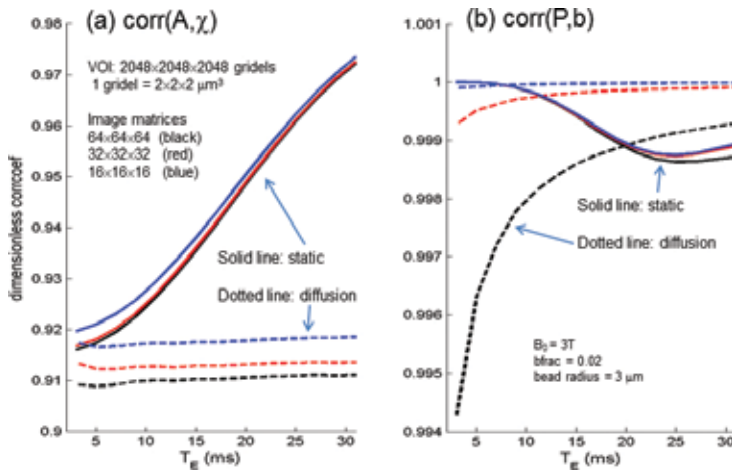 (a) corr(A,χ)
VOI: 2048×2048×2048 gridels
1 gridel = 2×2×2 μm³
Image matrices
64×64×64 (black)
32×32×32 (red)
16×16×16 (blue)
Solid line: static
Dotted line: diffusion
dimensionless corrcoef
0.98
0.97
0.96
0.95
0.94
0.93
0.92
0.91
0.9
5 10 15 20 25 30
T_E (ms)
(b) corr(P,b)
1.001
1
0.999
0.998
0.997
0.996
0.995
0.994
Solid line: static
Dotted line: diffusion
B₀ = 3T
bfrac = 0.02
bead radius = 3 μm
5 10 15 20 25 30
T_E (ms)